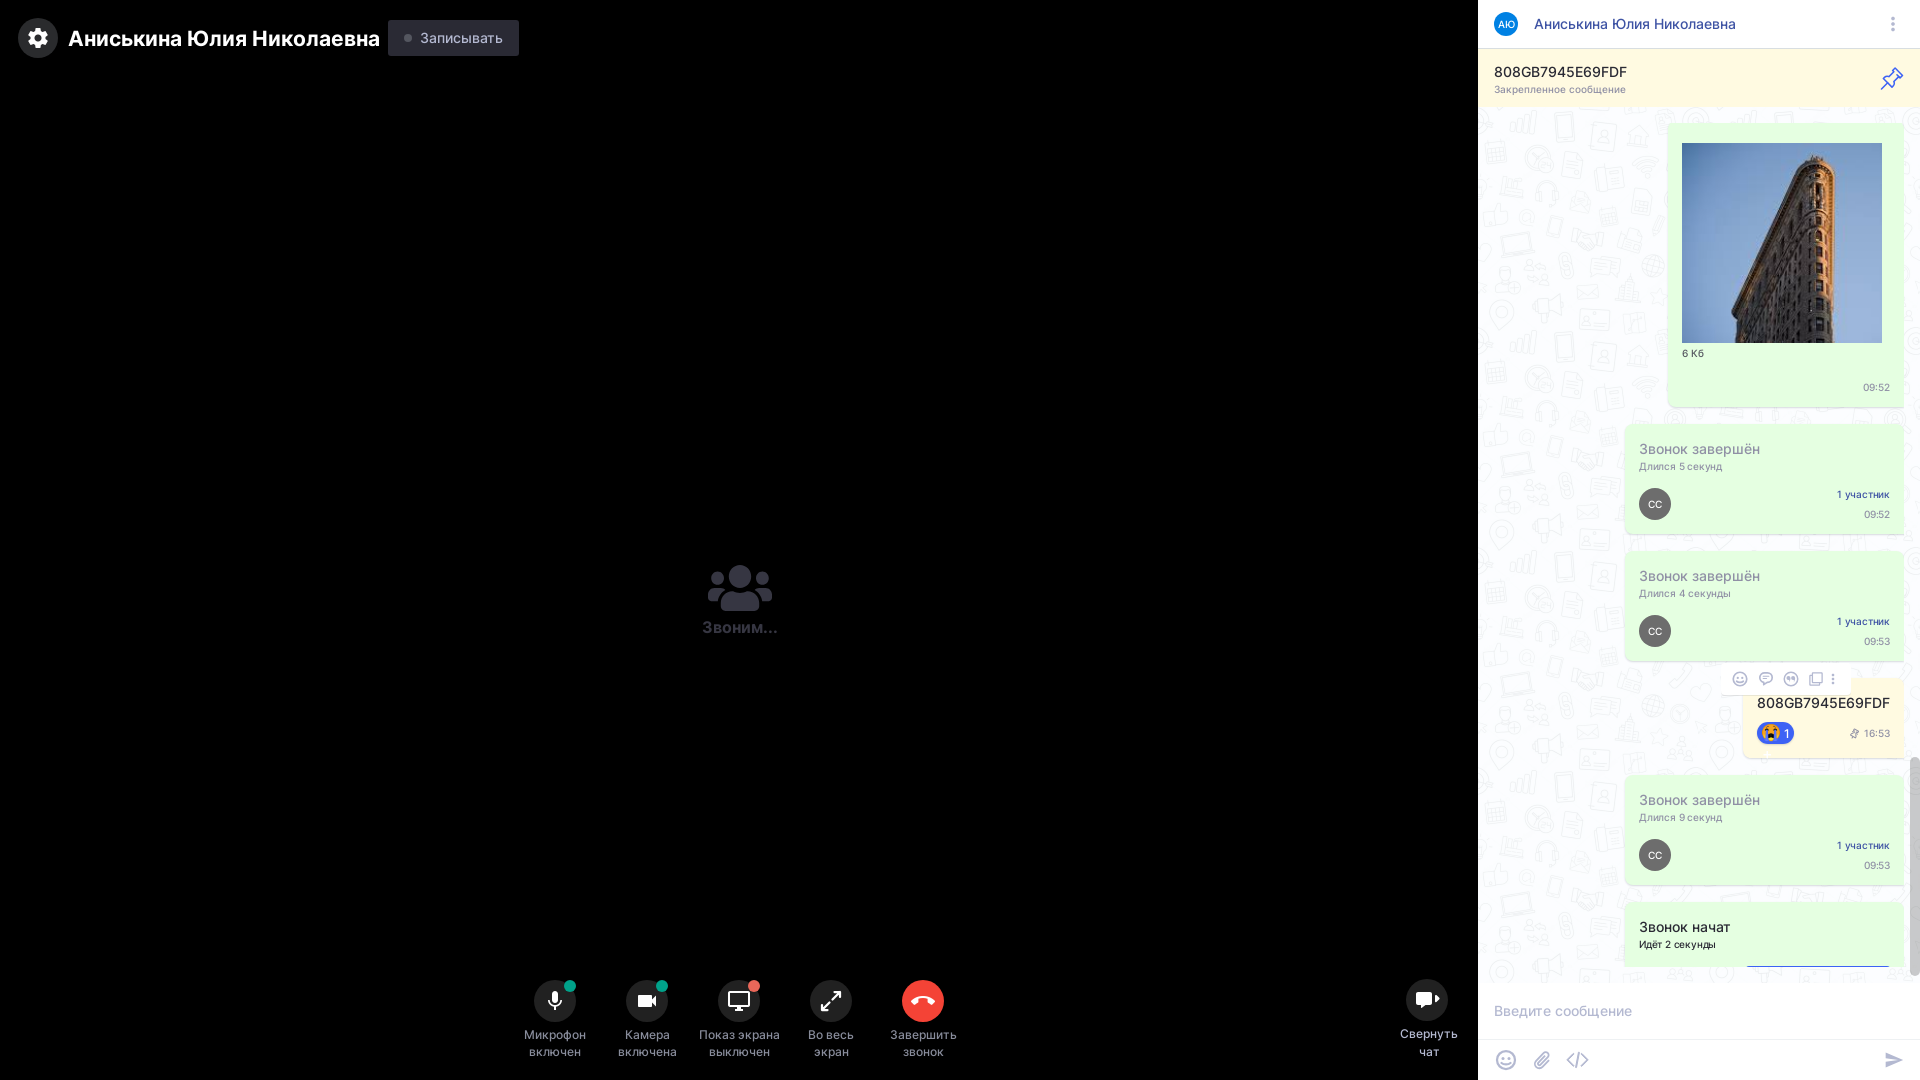 Аниськина Юлия Николаевна
Записывать
Звоним...
Микрофон
включен
Камера
включена
Показ экрана
выключен
Во весь
экран
Завершить
звонок
Свернуть
чат
АЮ
Аниськина Юлия Николаевна
808GB7945E69FDF
Закрепленное сообщение
6 Кб
09:52
Звонок завершён
Длился 5 секунд
СС
1 участник
09:52
Звонок завершён
Длился 4 секунды
СС
1 участник
09:53
808GB7945E69FDF
1
16:53
Звонок завершён
Длился 9 секунд
СС
1 участник
09:53
Звонок начат
Идёт 2 секунды
Введите сообщение